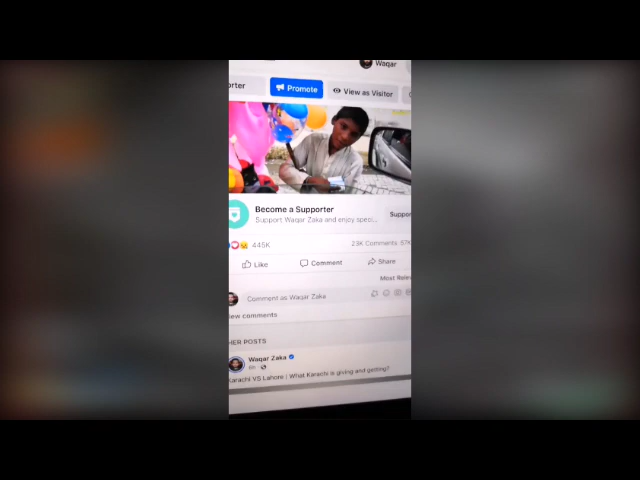 Waqar
orter
Promote
View as Visitor
Become a Supporter
Support Waqar Zaka and enjoy speci...
Suppor
445K
23K Comments 57K
Like
Comment
Share
Most Relev
Comment as Waqar Zaka
iew comments
HER POSTS
Waqar Zaka
6h
Karachi VS Lahore | What Karachi is giving and getting?